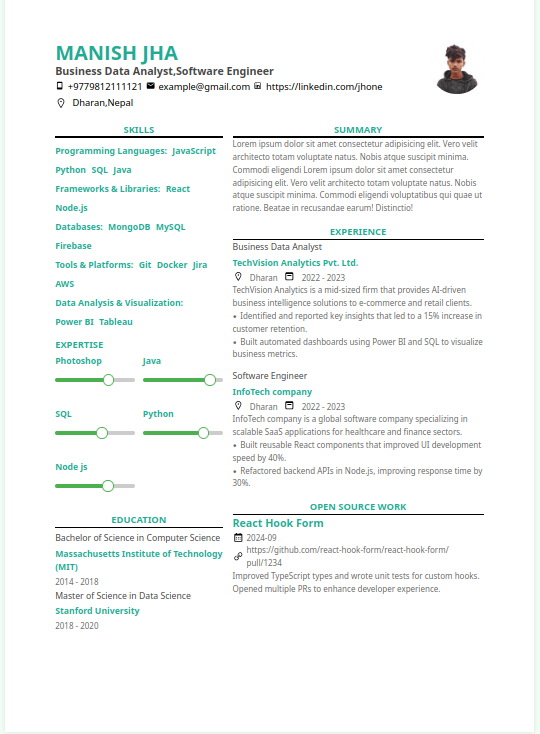 MANISH JHA
Business Data Analyst,Software Engineer
+9779812111121 example@gmail.com https://linkedin.com/jhone
Dharan,Nepal
SKILLS
Programming Languages: JavaScript
Python SQL Java
Frameworks & Libraries: React
Node.js
Databases: MongoDB MySQL
Firebase
Tools & Platforms: Git Docker Jira
AWS
Data Analysis & Visualization:
Power BI Tableau
EXPERTISE
Photoshop Java
SQL Python
Node js
EDUCATION
Bachelor of Science in Computer Science
Massachusetts Institute of Technology
(MIT)
2014 - 2018
Master of Science in Data Science
Stanford University
2018 - 2020
SUMMARY
Lorem ipsum dolor sit amet consectetur adipisicing elit. Vero velit
architecto totam voluptate natus. Nobis atque suscipit minima.
Commodi eligendi Lorem ipsum dolor sit amet consectetur
adipisicing elit. Vero velit architecto totam voluptate natus. Nobis
atque suscipit minima. Commodi eligendi voluptatibus qui quae ut
ratione. Beatae in recusandae earum! Distinctio!
EXPERIENCE
Business Data Analyst
TechVision Analytics Pvt. Ltd.
Dharan 2022 - 2023
TechVision Analytics is a mid-sized firm that provides AI-driven
business intelligence solutions to e-commerce and retail clients.
• Identified and reported key insights that led to a 15% increase in
customer retention.
• Built automated dashboards using Power BI and SQL to visualize
business metrics.
Software Engineer
InfoTech company
Dharan 2022 - 2023
InfoTech company is a global software company specializing in
scalable SaaS applications for healthcare and finance sectors.
• Built reusable React components that improved UI development
speed by 40%.
• Refactored backend APIs in Node.js, improving response time by
30%.
OPEN SOURCE WORK
React Hook Form
2024-09
https://github.com/react-hook-form/react-hook-form/
pull/1234
Improved TypeScript types and wrote unit tests for custom hooks.
Opened multiple PRs to enhance developer experience.